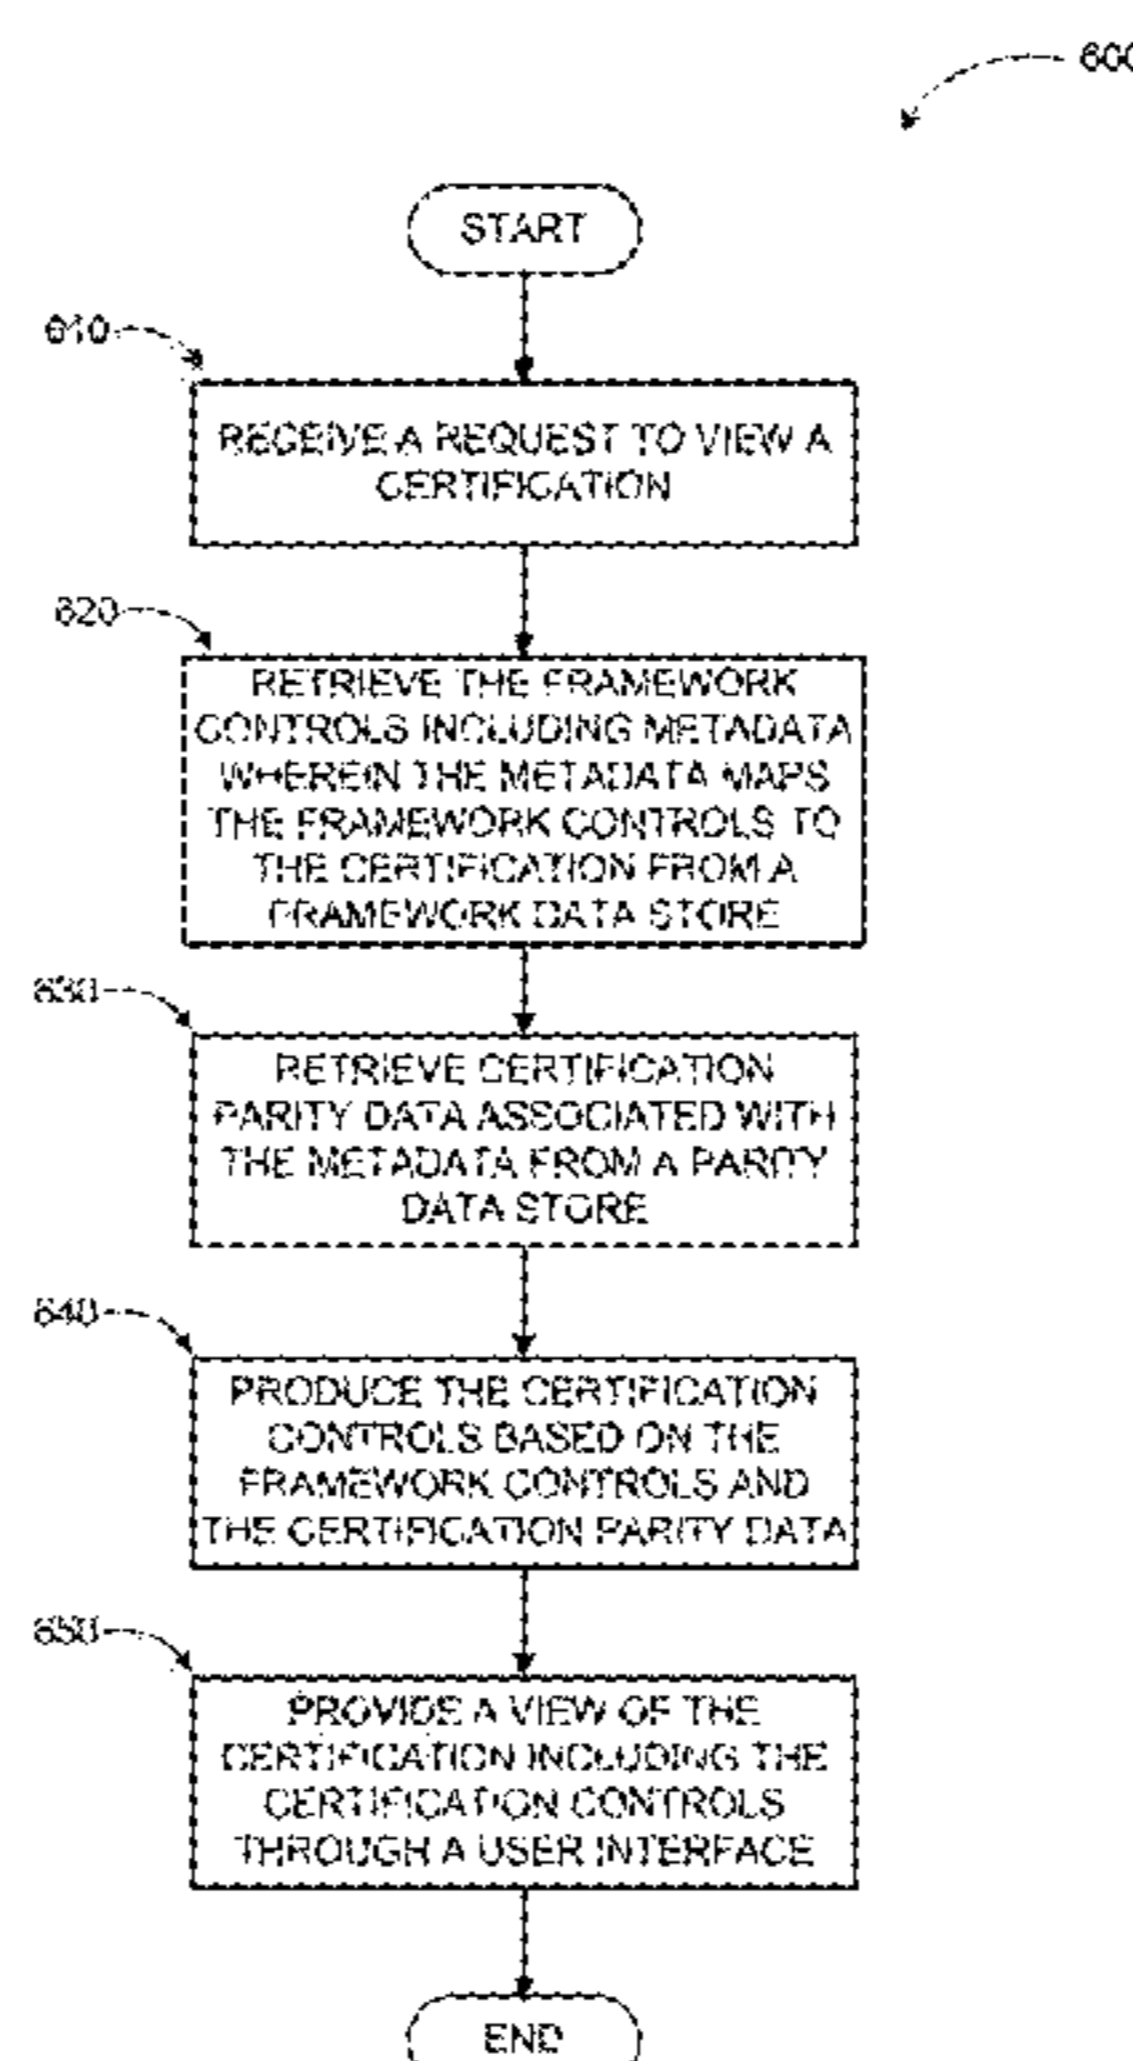 600
START
610
RECEIVE A REQUEST TO VIEW A
CERTIFICATION
620
RETRIEVE THE FRAMEWORK
CONTROLS INCLUDING METADATA
WHEREIN THE METADATA MAPS
THE FRAMEWORK CONTROLS TO
THE CERTIFICATION FROM A
FRAMEWORK DATA STORE
630
RETRIEVE CERTIFICATION
PARITY DATA ASSOCIATED WITH
THE METADATA FROM A PARITY
DATA STORE
640
PRODUCE THE CERTIFICATION
CONTROLS BASED ON THE
FRAMEWORK CONTROLS AND
THE CERTIFICATION PARITY DATA
650
PROVIDE A VIEW OF THE
CERTIFICATION INCLUDING THE
CERTIFICATION CONTROLS
THROUGH A USER INTERFACE
END